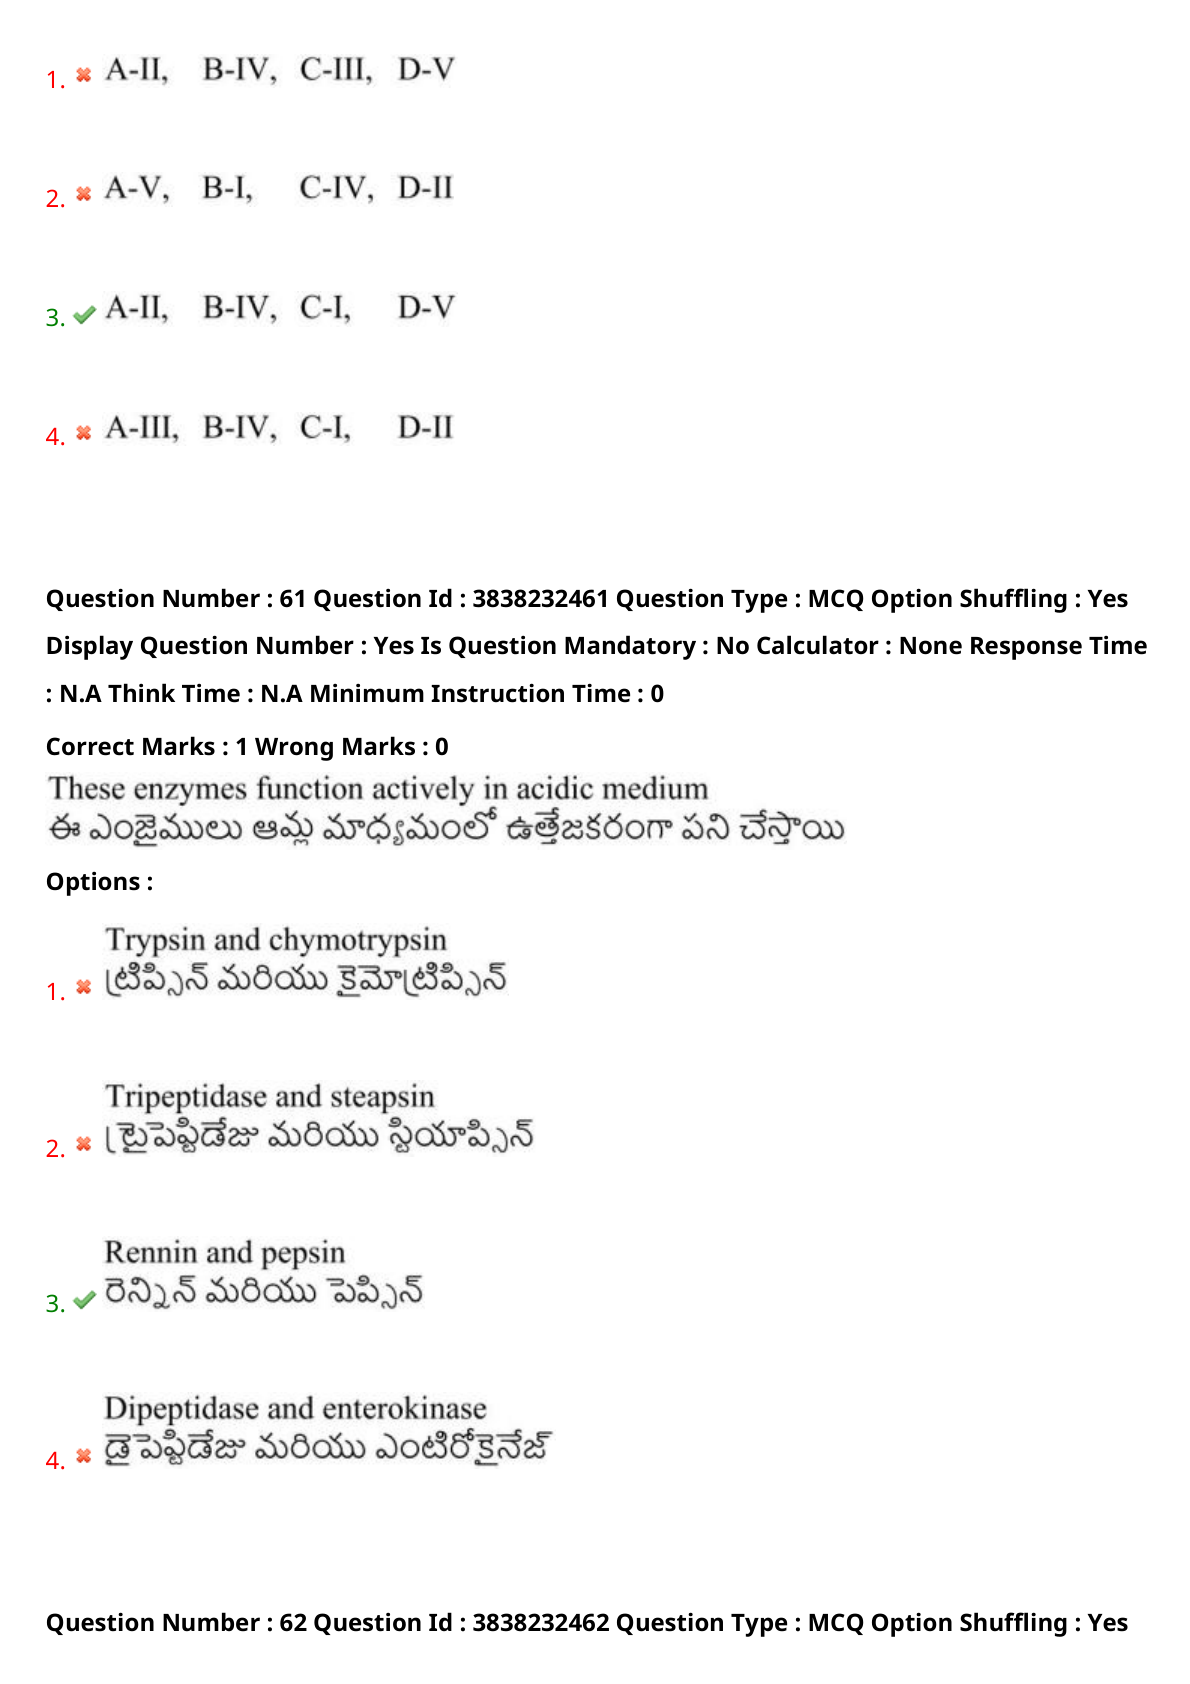 1. A-II, B-IV, C-III, D-V
2. A-V, B-I, C-IV, D-II
3. A-II, B-IV, C-I, D-V
4. A-III, B-IV, C-I, D-II
Question Number : 61 Question Id : 3838232461 Question Type : MCQ Option Shuffling : Yes
Display Question Number : Yes Is Question Mandatory : No Calculator : None Response Time
: N.A Think Time : N.A Minimum Instruction Time : 0
Correct Marks : 1 Wrong Marks : 0
These enzymes function actively in acidic medium
ఈ ఎంజైములు ఆమ్ల మాధ్యమంలో ఉత్తేజకరంగా పని చేస్తాయి
Options :
Trypsin and chymotrypsin
1. ట్రిప్సిన్ మరియు కైమోట్రిప్సిన్
Tripeptidase and steapsin
2. ట్రైపెప్టిడేజు మరియు స్టియాప్సిన్
Rennin and pepsin
3. రెన్నిన్ మరియు పెప్సిన్
Dipeptidase and enterokinase
4. డైపెప్టిడేజు మరియు ఎంటిరోకైనేజ్
Question Number : 62 Question Id : 3838232462 Question Type : MCQ Option Shuffling : Yes